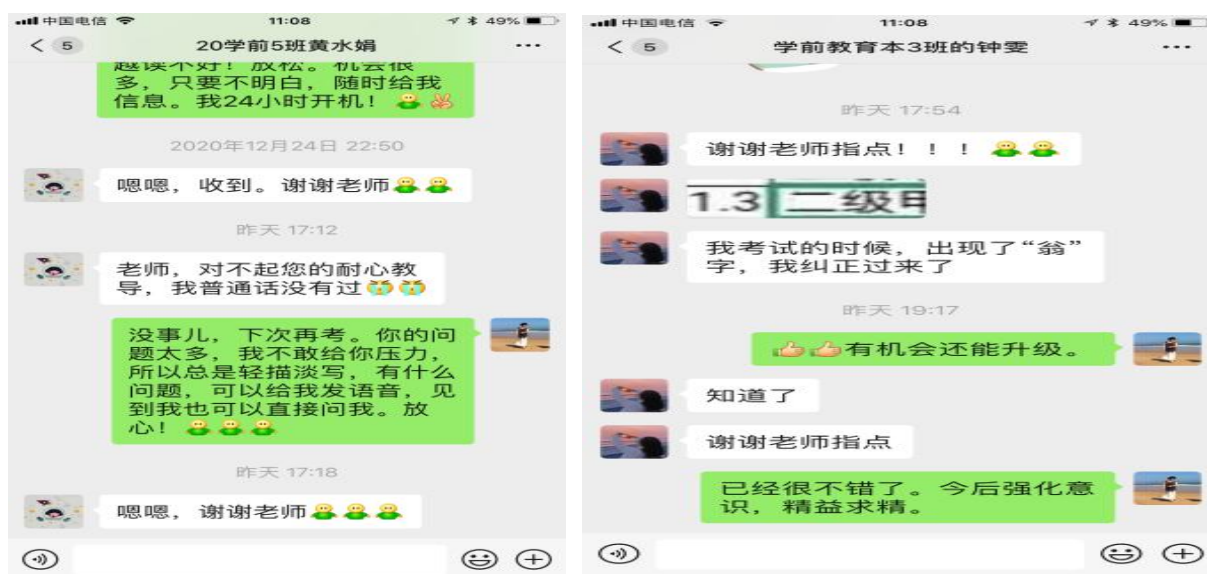 中国电信
11:08
49%
5
20学前5班黄水娟
越读不好！放松。机会很
多，只要不明白，随时给我
信息。我24小时开机！
2020年12月24日 22:50
嗯嗯，收到。谢谢老师
昨天 17:12
老师，对不起您的耐心教
导，我普通话没有过
没事儿，下次再考。你的问
题太多，我不敢给你压力，
所以总是轻描淡写，有什么
问题，可以给我发语音，见
到我也可以直接问我。放
心！
昨天 17:18
嗯嗯，谢谢老师
中国电信
11:08
49%
5
学前教育本3班的钟雯
昨天 17:54
谢谢老师指点！！！
1.3 二级甲
我考试的时候，出现了“翁”
字，我纠正过来了
昨天 19:17
有机会还能升级。
知道了
谢谢老师指点
已经很不错了。今后强化意
识，精益求精。